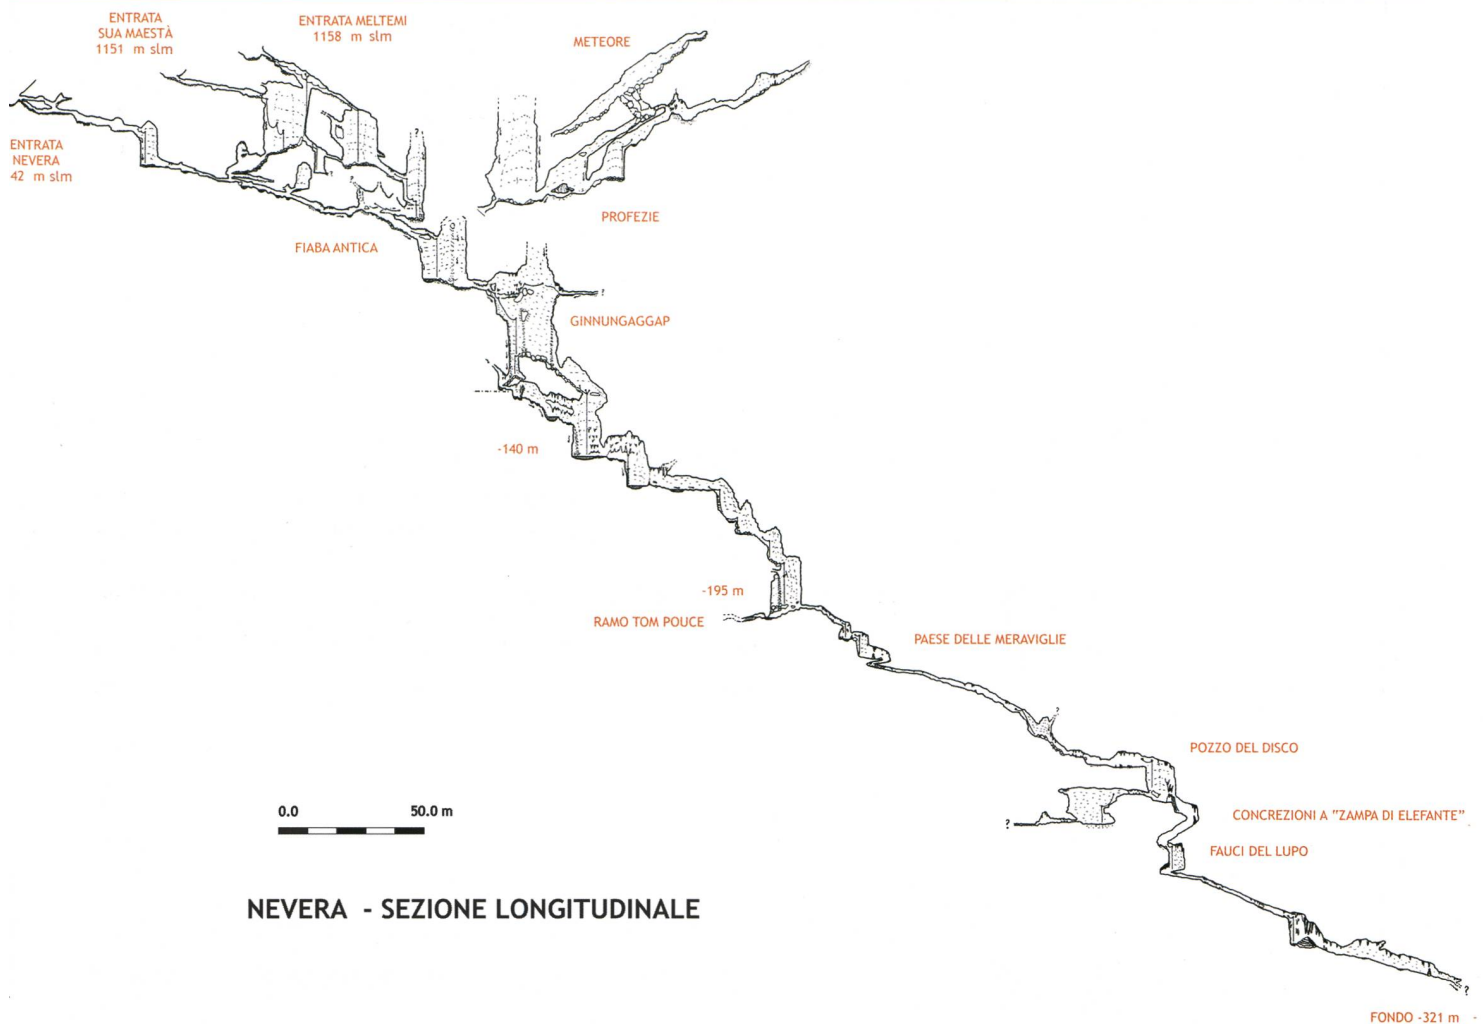 ENTRATA
SUA MAESTÀ
1151 m slm
ENTRATA MELTEMI
1158 m slm
METEORE
ENTRATA
NEVERA
42 m slm
PROFEZIE
FIABA ANTICA
GINNUNGAGGAP
-140 m
-195 m
RAMO TOM POUCE
PAESE DELLE MERAVIGLIE
POZZO DEL DISCO
CONCREZIONI A "ZAMPA DI ELEFANTE"
FAUCI DEL LUPO
0.0 50.0 m
NEVERA - SEZIONE LONGITUDINALE
FONDO -321 m
?
?
?
?
?
?
?